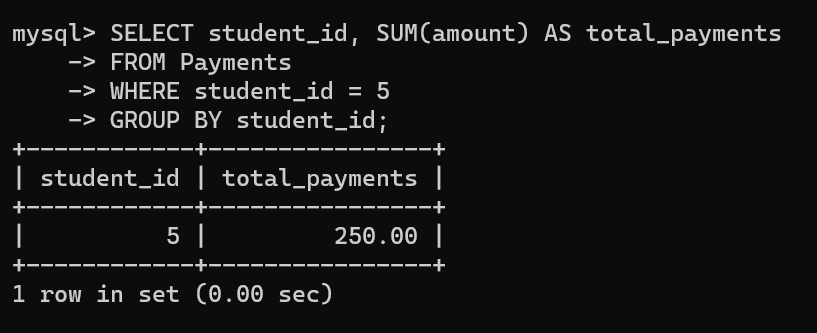 mysql> SELECT student_id, SUM(amount) AS total_payments
    -> FROM Payments
    -> WHERE student_id = 5
    -> GROUP BY student_id;
+------------+----------------+
| student_id | total_payments |
+------------+----------------+
|          5 |         250.00 |
+------------+----------------+
1 row in set (0.00 sec)